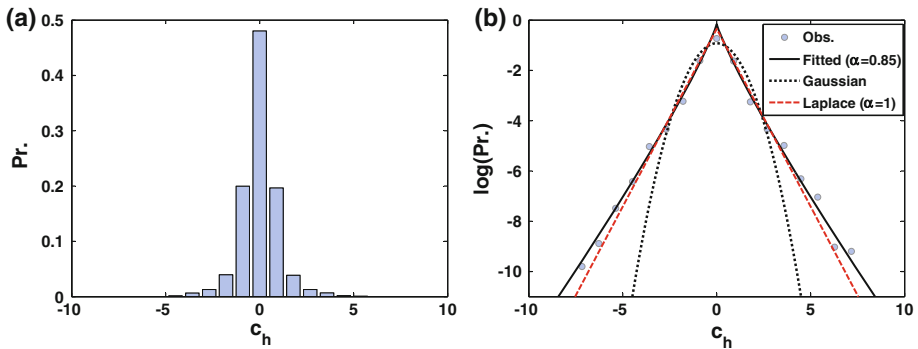 (a)
0.5
0.4
0.3
0.2
0.1
0
Pr.
-10
-5
0
5
10
c_h
(b)
0
-2
-4
-6
-8
-10
log(Pr.)
-10
-5
0
5
10
c_h
Obs.
Fitted (α=0.85)
Gaussian
Laplace (α=1)